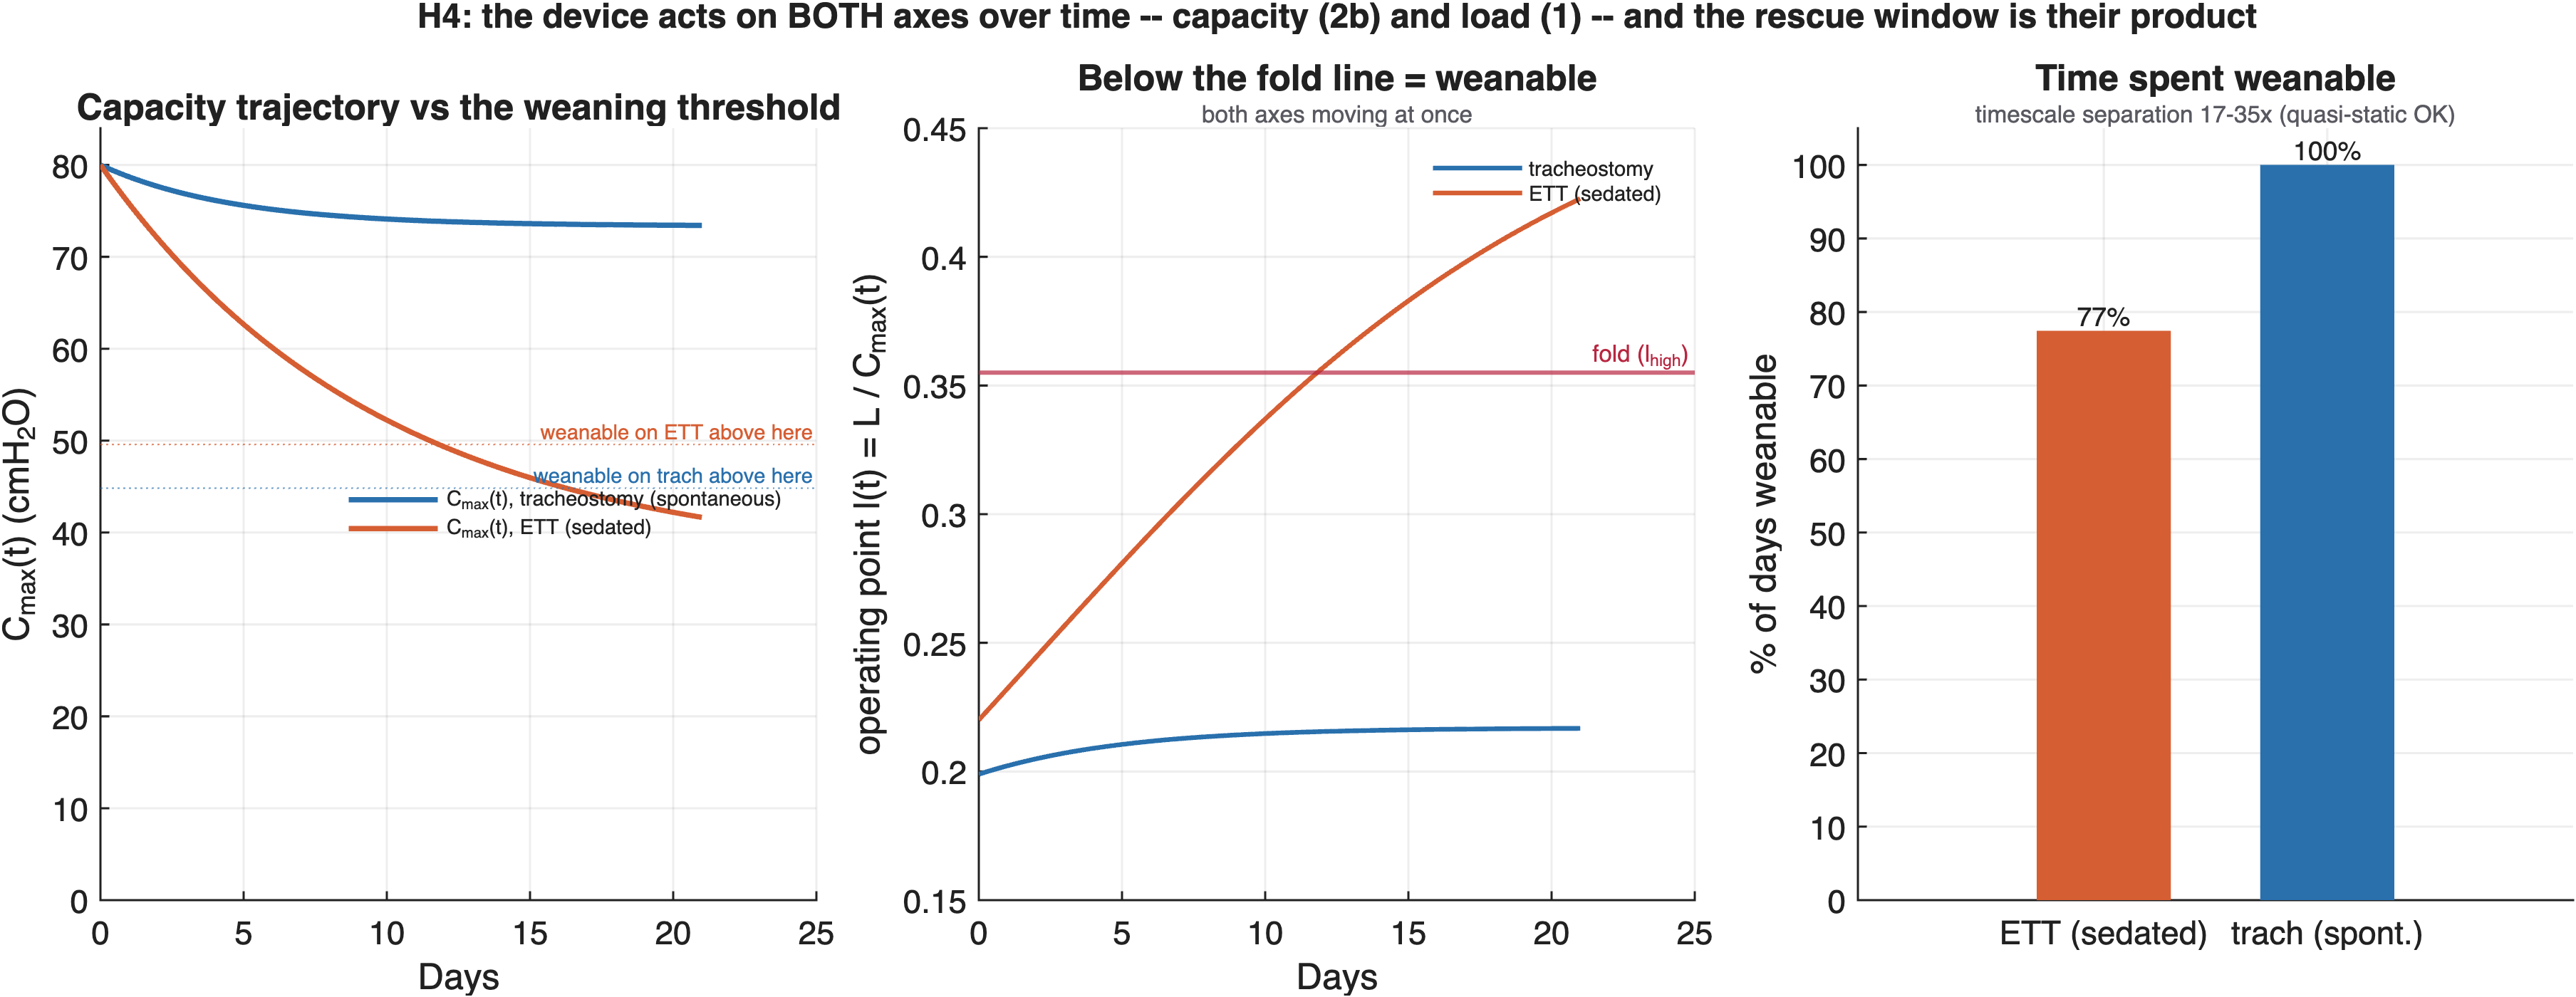 H4: the device acts on BOTH axes over time -- capacity (2b) and load (1) -- and the rescue window is their product
Capacity trajectory vs the weaning threshold
80
70
60
50
40
30
20
10
0
0 5 10 15 20 25
Days
C_max(t) (cmH₂O)
weanable on ETT above here
weanable on trach above here
C_max(t), tracheostomy (spontaneous)
C_max(t), ETT (sedated)
Below the fold line = weanable
both axes moving at once
0.45
0.4
0.35
0.3
0.25
0.2
0.15
0 5 10 15 20 25
Days
operating point l(t) = L / C_max(t)
tracheostomy
ETT (sedated)
fold (l_high)
Time spent weanable
timescale separation 17-35x (quasi-static OK)
100
90
80
70
60
50
40
30
20
10
0
% of days weanable
77%
100%
ETT (sedated) trach (spont.)